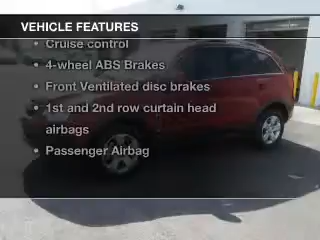 VEHICLE FEATURES
• Cruise control
• 4-wheel ABS Brakes
• Front Ventilated disc brakes
• 1st and 2nd row curtain head
airbags
• Passenger Airbag